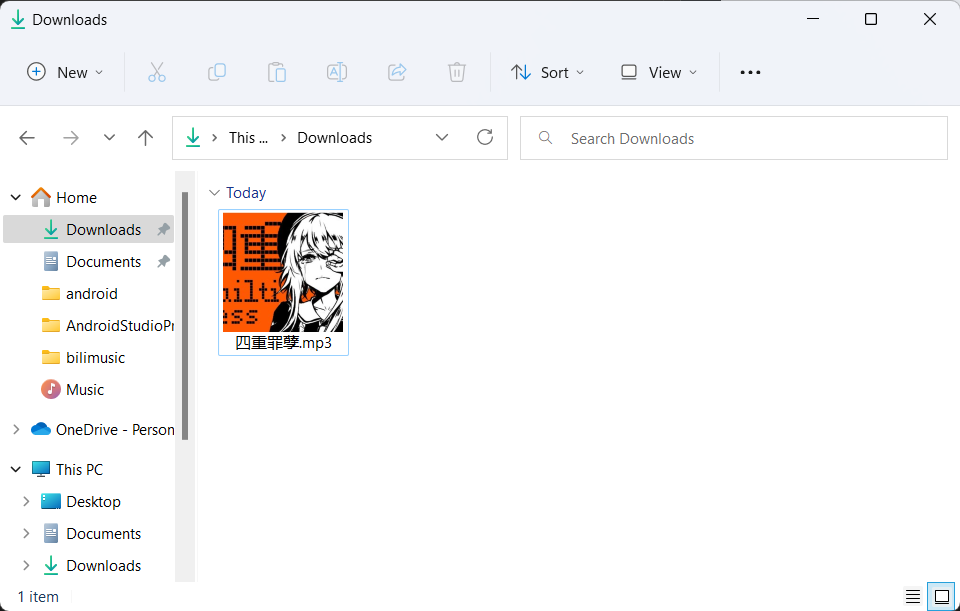 Downloads
New
Sort
View
This ...
Downloads
Search Downloads
Home
Downloads
Documents
android
AndroidStudioPr
bilimusic
Music
OneDrive - Person
This PC
Desktop
Documents
Downloads
Today
四重罪孽.mp3
1 item